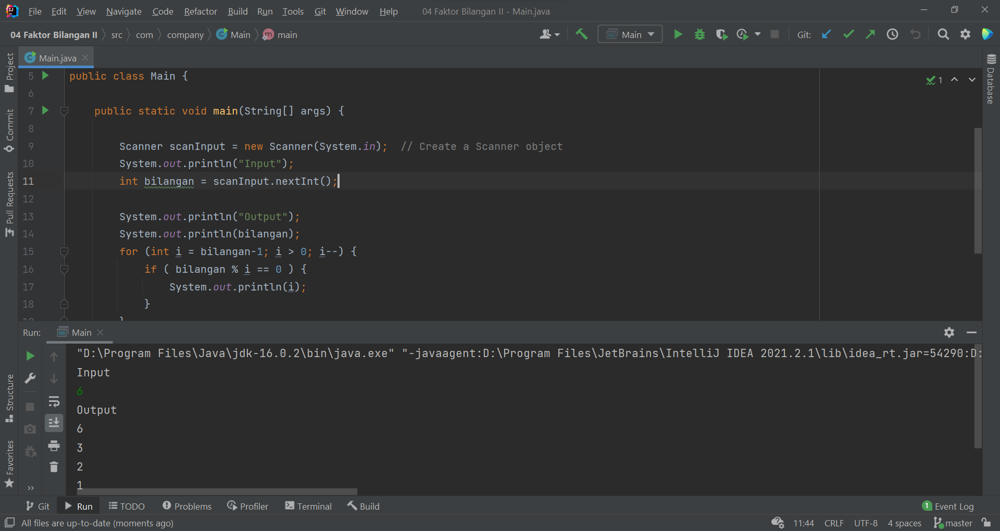 File Edit View Navigate Code Refactor Build Run Tools Git Window Help 04 Faktor Bilangan II - Main.java
04 Faktor Bilangan II src com company Main main Main Git:
Project
Commit
Pull Requests
Structure
Favorites
Database
Main.java
1
5 public class Main {
6
7 public static void main(String[] args) {
8
9 Scanner scanInput = new Scanner(System.in); // Create a Scanner object
10 System.out.println("Input");
11 int bilangan = scanInput.nextInt();
12
13 System.out.println("Output");
14 System.out.println(bilangan);
15 for (int i = bilangan-1; i > 0; i--) {
16 if ( bilangan % i == 0 ) {
17 System.out.println(i);
18 }
Run: Main
"D:\Program Files\Java\jdk-16.0.2\bin\java.exe" "-javaagent:D:\Program Files\JetBrains\IntelliJ IDEA 2021.2.1\lib\idea_rt.jar=54290:D:
Input
6
Output
6
3
2
1
Git Run TODO Problems Profiler Terminal Build 1 Event Log
All files are up-to-date (moments ago) 11:44 CRLF UTF-8 4 spaces master